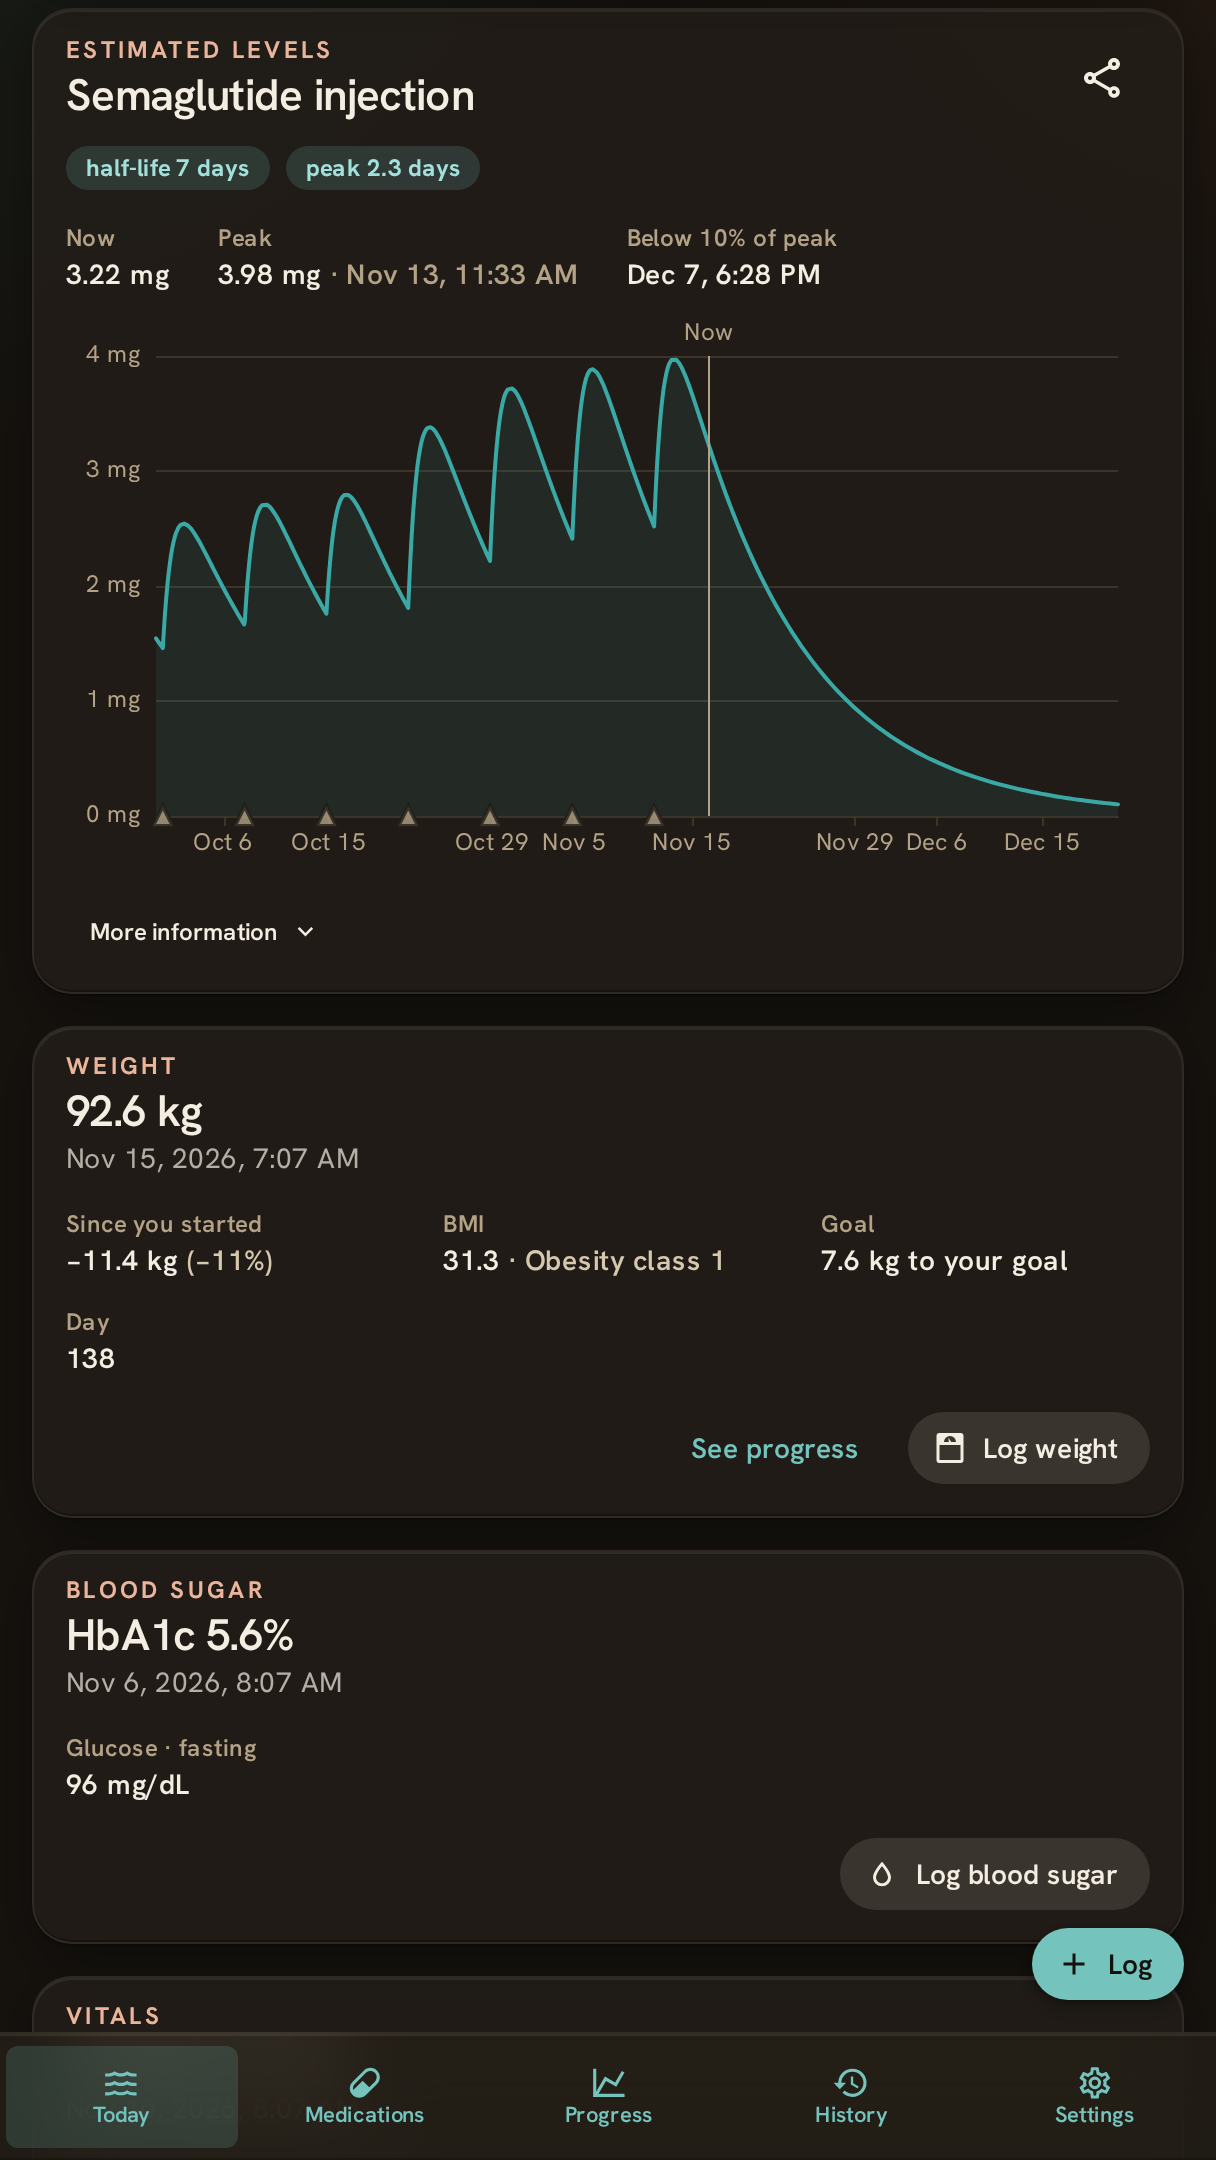 ESTIMATED LEVELS
Semaglutide injection
half-life 7 days peak 2.3 days
Now Peak Below 10% of peak
3.22 mg 3.98 mg · Nov 13, 11:33 AM Dec 7, 6:28 PM
Now
4 mg
3 mg
2 mg
1 mg
0 mg
Oct 6 Oct 15 Oct 29 Nov 5 Nov 15 Nov 29 Dec 6 Dec 15
More information
WEIGHT
92.6 kg
Nov 15, 2026, 7:07 AM
Since you started BMI Goal
−11.4 kg (−11%) 31.3 · Obesity class 1 7.6 kg to your goal
Day
138
See progress Log weight
BLOOD SUGAR
HbA1c 5.6%
Nov 6, 2026, 8:07 AM
Glucose · fasting
96 mg/dL
Log blood sugar
+ Log
VITALS
Today Medications Progress History Settings